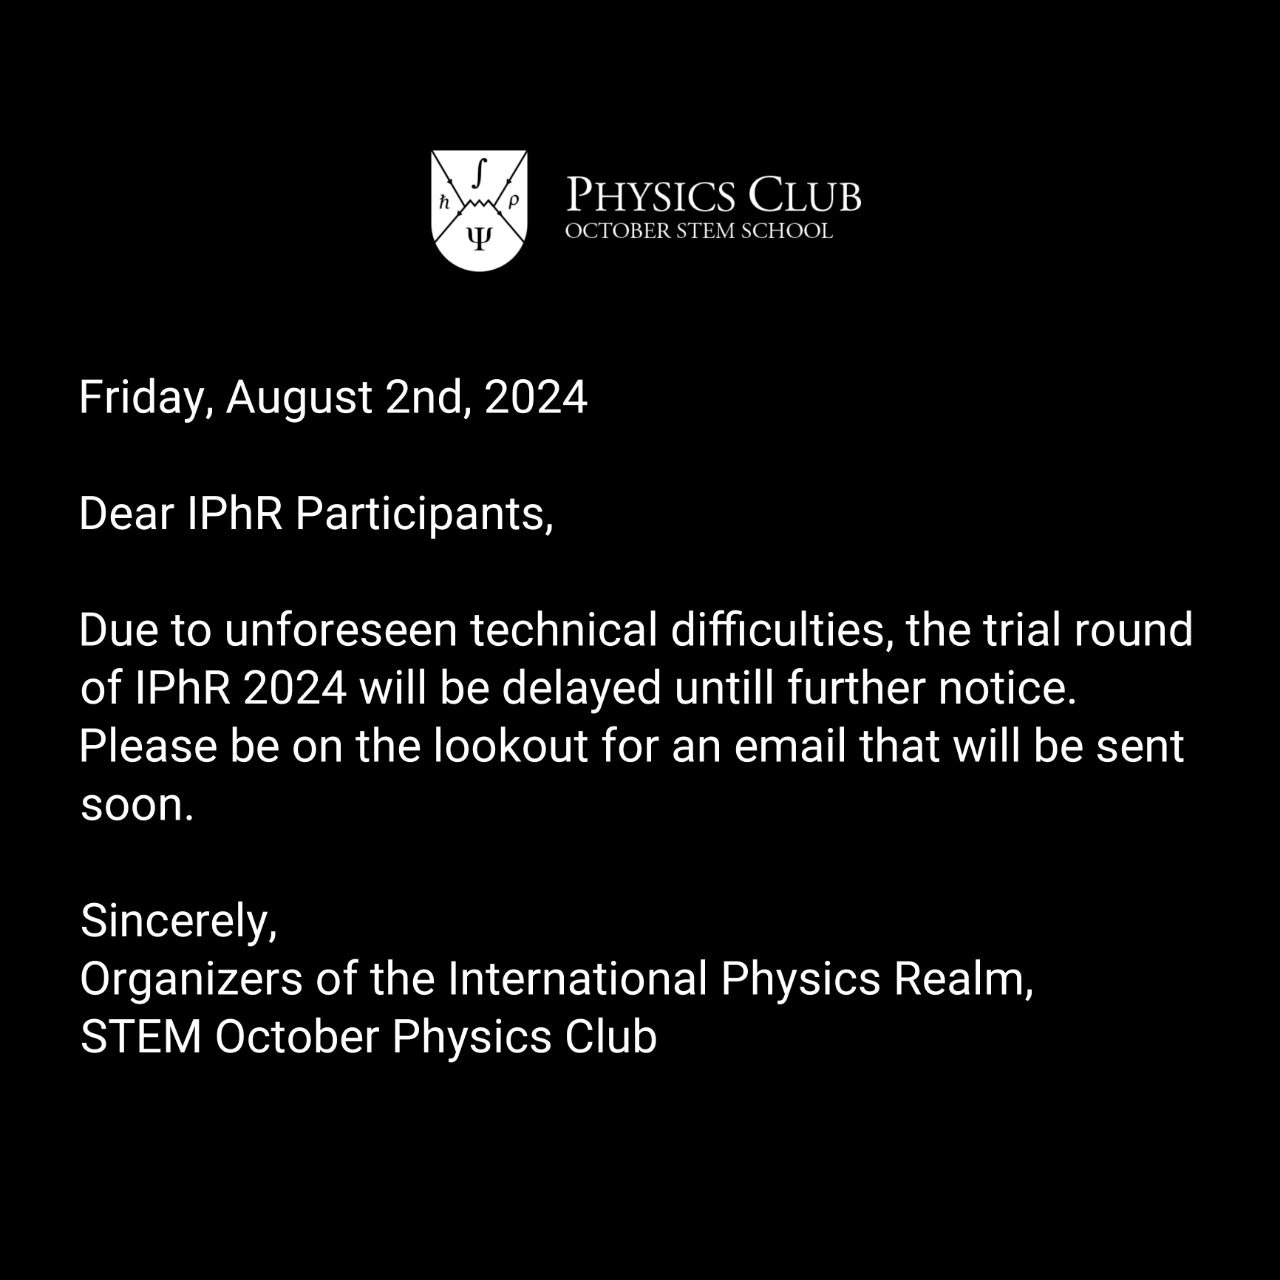 ∫
ħ ρ
Ψ
PHYSICS CLUB
OCTOBER STEM SCHOOL
Friday, August 2nd, 2024
Dear IPhR Participants,
Due to unforeseen technical difficulties, the trial round
of IPhR 2024 will be delayed untill further notice.
Please be on the lookout for an email that will be sent
soon.
Sincerely,
Organizers of the International Physics Realm,
STEM October Physics Club